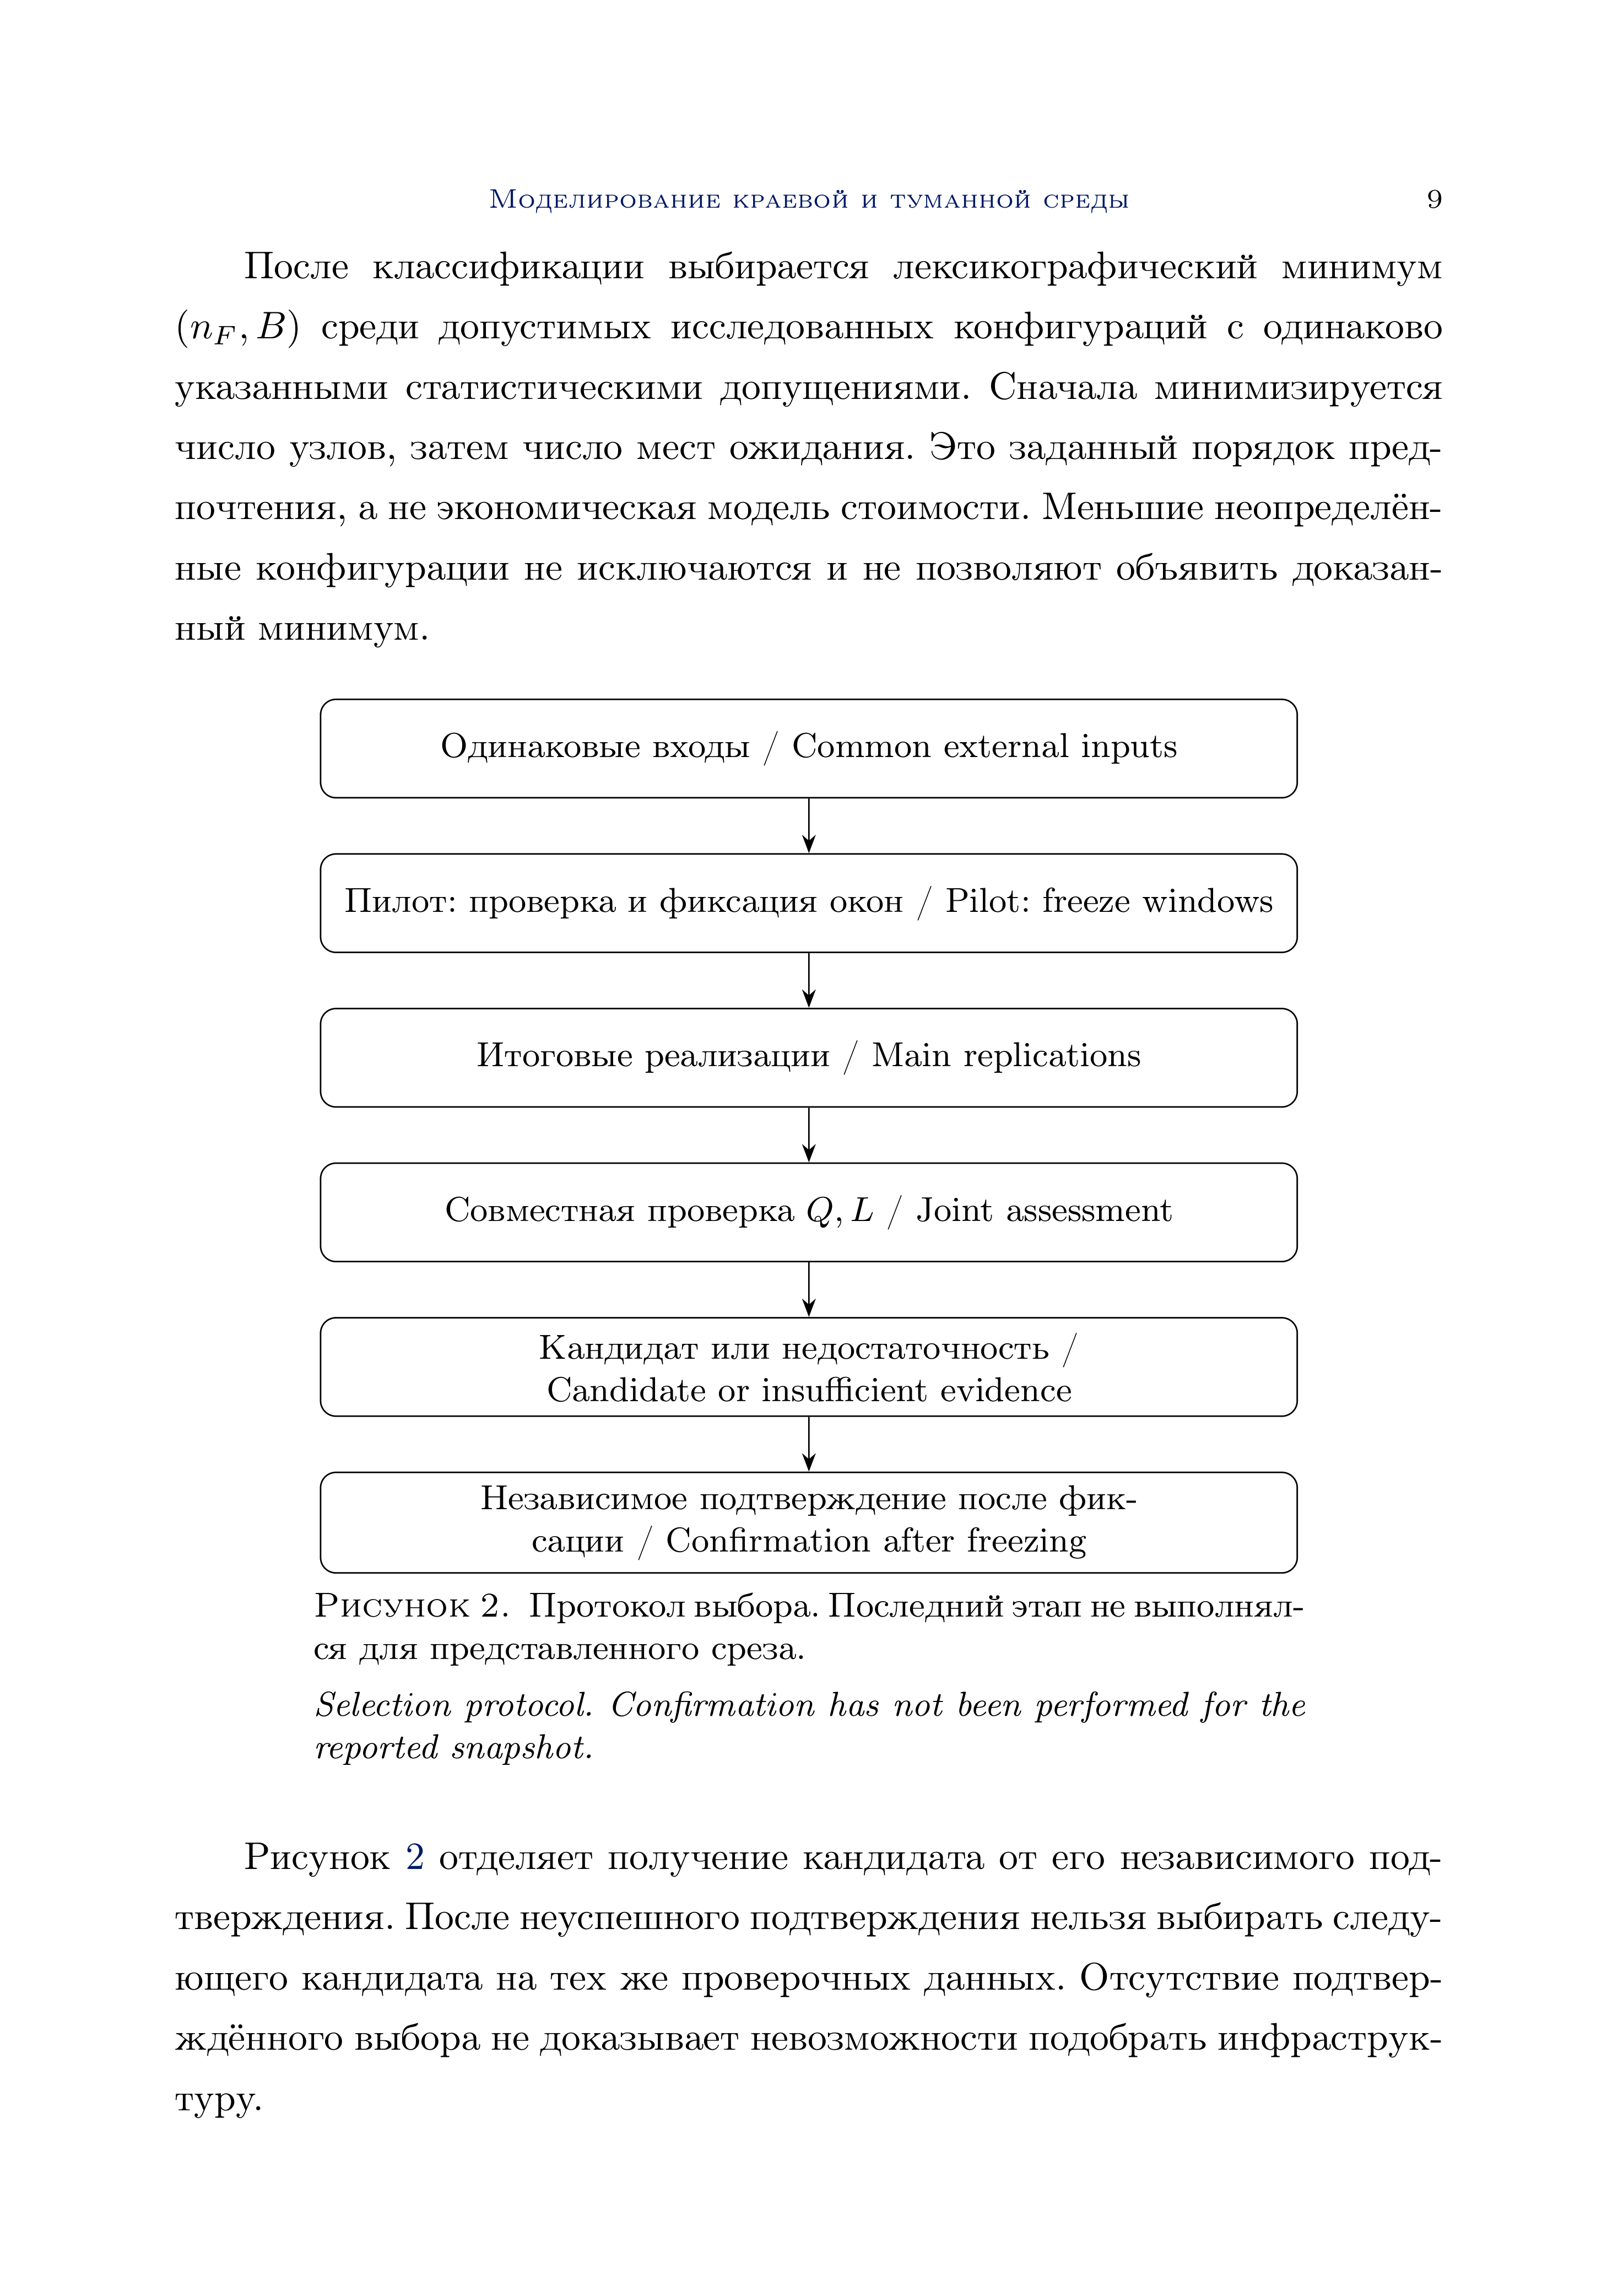 Моделирование краевой и туманной среды 9
После классификации выбирается лексикографический минимум
(n_F, B) среди допустимых исследованных конфигураций с одинаково
указанными статистическими допущениями. Сначала минимизируется
число узлов, затем число мест ожидания. Это заданный порядок пред-
почтения, а не экономическая модель стоимости. Меньшие неопределён-
ные конфигурации не исключаются и не позволяют объявить доказан-
ный минимум.
Одинаковые входы / Common external inputs
Пилот: проверка и фиксация окон / Pilot: freeze windows
Итоговые реализации / Main replications
Совместная проверка Q, L / Joint assessment
Кандидат или недостаточность /
Candidate or insufficient evidence
Независимое подтверждение после фик-
сации / Confirmation after freezing
Рисунок 2. Протокол выбора. Последний этап не выполнял-
ся для представленного среза.
Selection protocol. Confirmation has not been performed for the
reported snapshot.
Рисунок 2 отделяет получение кандидата от его независимого под-
тверждения. После неуспешного подтверждения нельзя выбирать следу-
ющего кандидата на тех же проверочных данных. Отсутствие подтвер-
ждённого выбора не доказывает невозможности подобрать инфраструк-
туру.